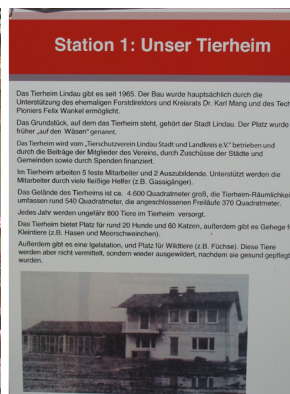 Station 1: Unser Tierheim
Das Tierheim Lindau gibt es seit 1965. Der Bau wurde hauptsächlich durch die
Unterstützung des ehemaligen Forstdirektors und Kreisrats Dr. Karl Mang und des Tech
Pioniers Felix Wankel ermöglicht.
Das Grundstück, auf dem das Tierheim steht, gehört der Stadt Lindau. Der Platz wurde
früher „auf den Wäsen" genannt.
Das Tierheim wird vom „Tierschutzverein Lindau Stadt und Landkreis e.V." betrieben und
durch die Beiträge der Mitglieder des Vereins, durch Zuschüsse der Städte und
Gemeinden sowie durch Spenden finanziert.
Im Tierheim arbeiten 5 feste Mitarbeiter und 2 Auszubildende. Unterstützt werden die
Mitarbeiter durch viele fleißige Helfer (z.B. Gassigänger).
Das Gelände des Tierheims ist ca. 4.600 Quadratmeter groß, die Tierheim-Räumlichkei
umfassen rund 540 Quadratmeter, die angeschlossenen Freiläufe 370 Quadratmeter.
Jedes Jahr werden ungefähr 800 Tiere im Tierheim versorgt.
Das Tierheim bietet Platz für rund 20 Hunde und 60 Katzen, außerdem gibt es Gehege f
Kleintiere (z.B. Hasen und Meerschweinchen).
Außerdem gibt es eine Igelstation, und Platz für Wildtiere (z.B. Füchse). Diese Tiere
werden aber nicht vermittelt, sondern wieder ausgewildert, nachdem sie gesund gepflegt
wurden.